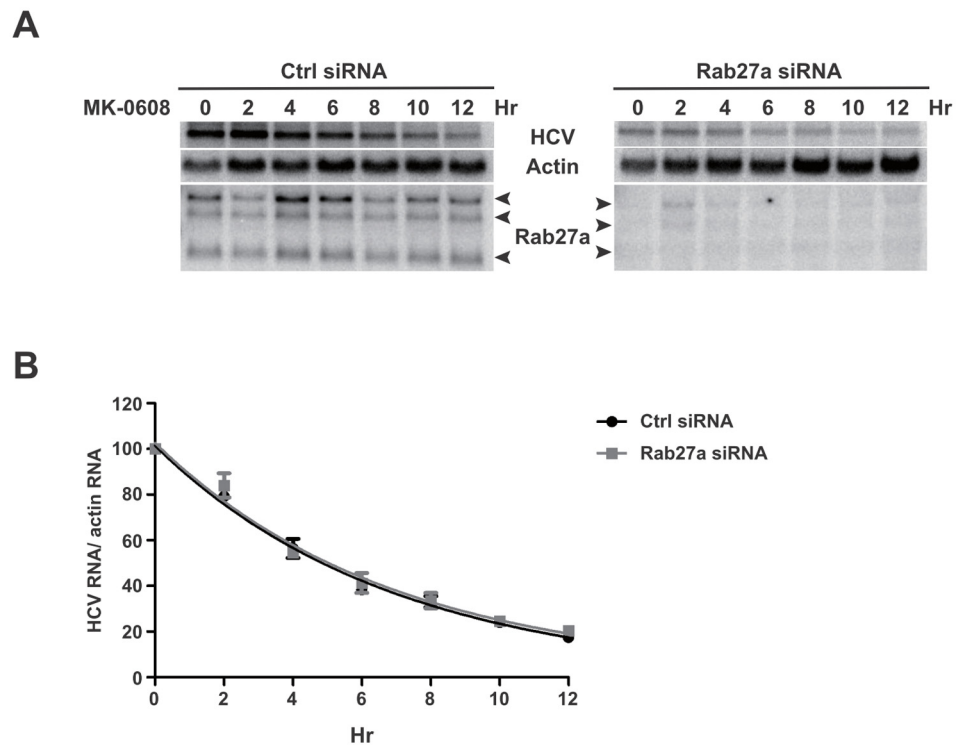 A
Ctrl siRNA
Rab27a siRNA
MK-0608 0 2 4 6 8 10 12 Hr
0 2 4 6 8 10 12 Hr
HCV
Actin
Rab27a
B
120
100
80
60
40
20
0
HCV RNA/ actin RNA
0 2 4 6 8 10 12
Hr
Ctrl siRNA
Rab27a siRNA